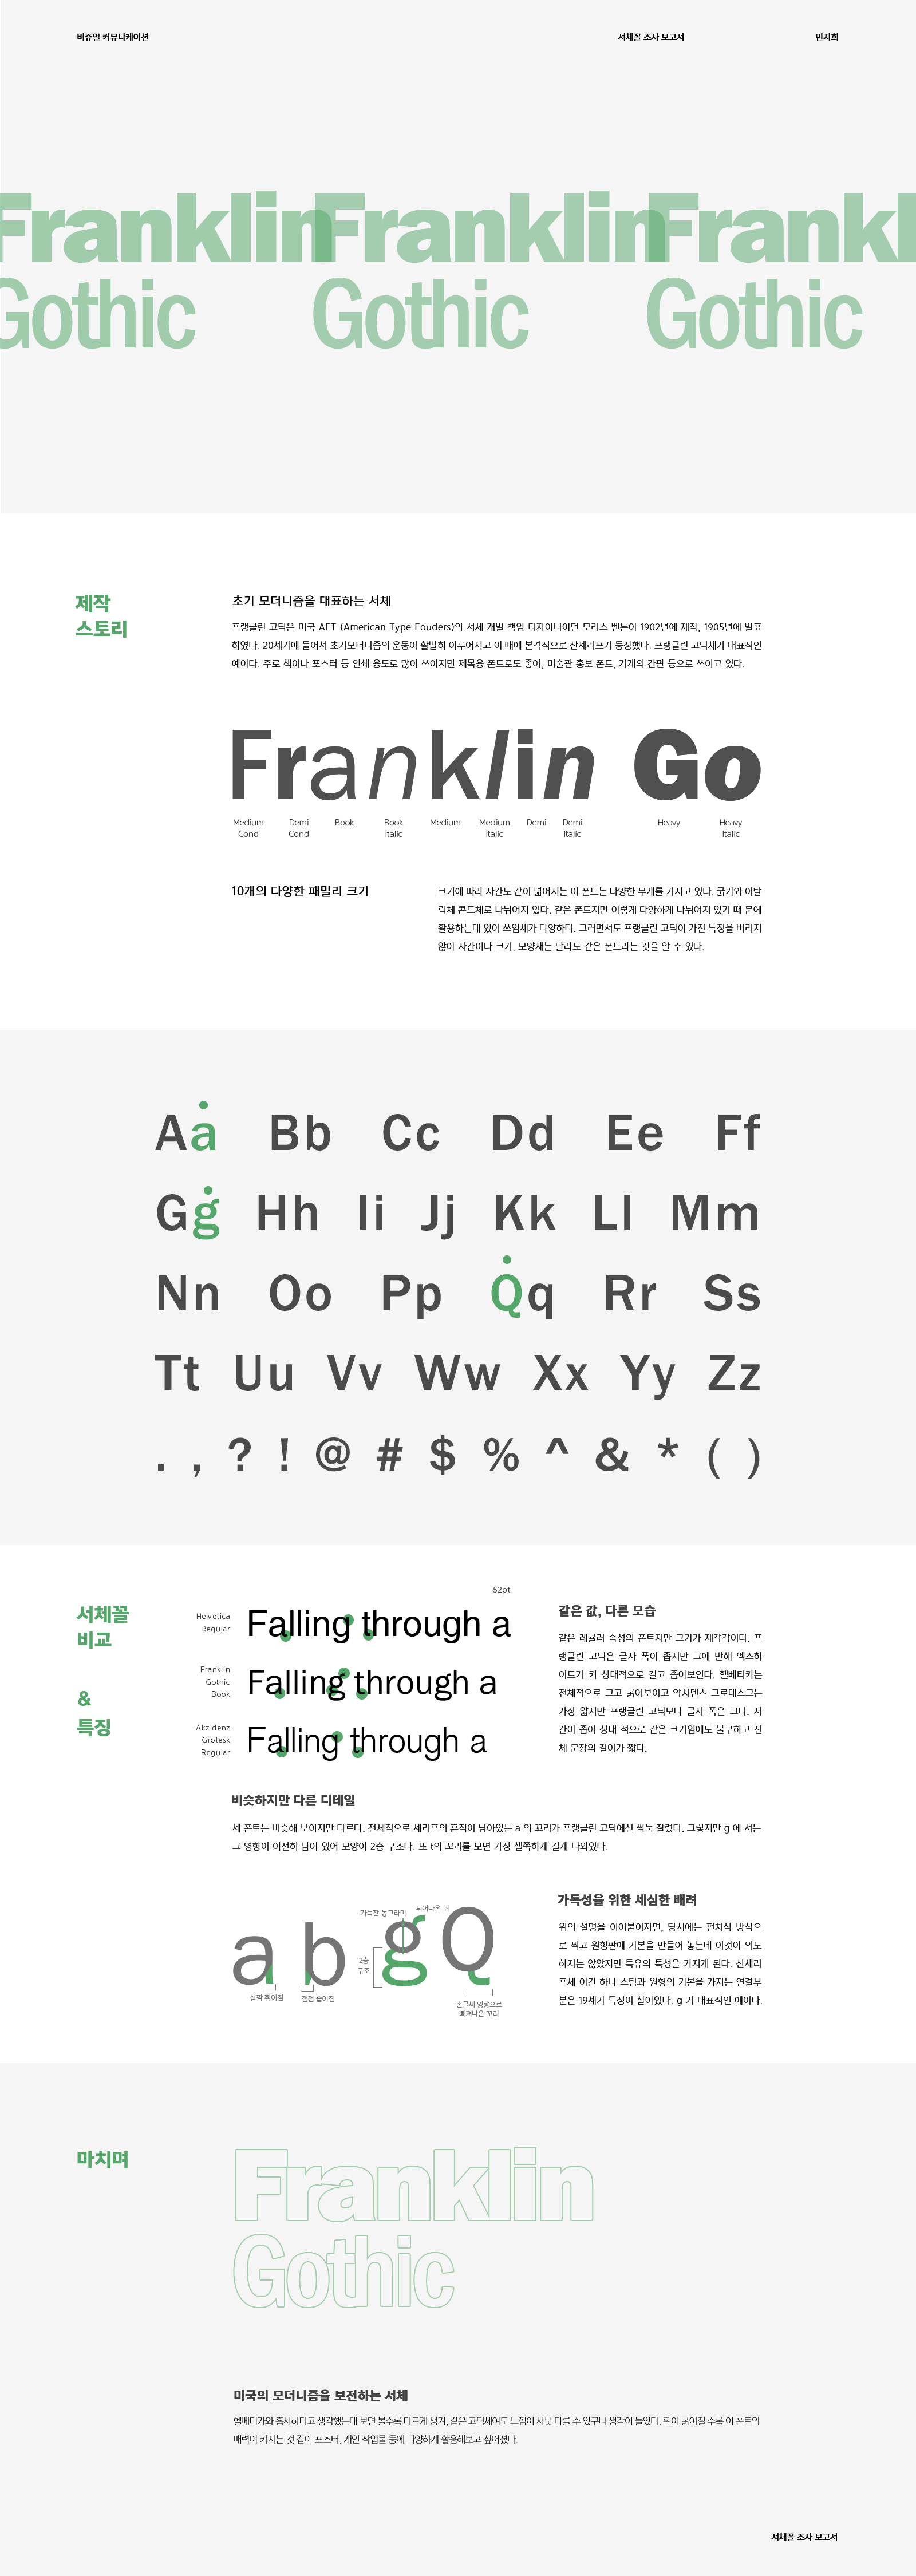 비쥬얼 커뮤니케이션 서체꼴 조사 보고서 민지희
Franklin Franklin Frankl
Gothic Gothic Gothic
제작
스토리
초기 모더니즘을 대표하는 서체
프랭클린 고딕은 미국 AFT (American Type Fouders)의 서체 개발 책임 디자이너이던 모리스 벤튼이 1902년에 제작, 1905년에 발표
하였다. 20세기에 들어서 초기모더니즘의 운동이 활발히 이루어지고 이 때에 본격적으로 산세리프가 등장했다. 프랭클린 고딕체가 대표적인
예이다. 주로 책이나 포스터 등 인쇄 용도로 많이 쓰이지만 제목용 폰트로도 좋아, 미술관 홍보 폰트, 가게의 간판 등으로 쓰이고 있다.
Franklin Go
Medium Cond
Demi Cond
Book
Book Italic
Medium
Medium Italic
Demi
Demi Italic
Heavy
Heavy Italic
10개의 다양한 패밀리 크기
크기에 따라 자간도 같이 넓어지는 이 폰트는 다양한 무게를 가지고 있다. 굵기와 이탈
릭체 콘드체로 나뉘어져 있다. 같은 폰트지만 이렇게 다양하게 나뉘어져 있기 때 문에
활용하는데 있어 쓰임새가 다양하다. 그러면서도 프랭클린 고딕이 가진 특징을 버리지
않아 자간이나 크기, 모양새는 달라도 같은 폰트라는 것을 알 수 있다.
Aa Bb Cc Dd Ee Ff
Gg Hh Ii Jj Kk Ll Mm
Nn Oo Pp Qq Rr Ss
Tt Uu Vv Ww Xx Yy Zz
. , ? ! @ # $ % ^ & * ( )
서체꼴
비교
&
특징
62pt
Helvetica
Regular
Falling through a
Franklin
Gothic
Book
Falling through a
Akzidenz
Grotesk
Regular
Falling through a
같은 값, 다른 모습
같은 레귤러 속성의 폰트지만 크기가 제각각이다. 프
랭클린 고딕은 글자 폭이 좁지만 그에 반해 엑스하
이트가 커 상대적으로 길고 좁아보인다. 헬베티카는
전체적으로 크고 굵어보이고 악치덴츠 그로데스크는
가장 얇지만 프랭클린 고딕보다 글자 폭은 크다. 자
간이 좁아 상대 적으로 같은 크기임에도 불구하고 전
체 문장의 길이가 짧다.
비슷하지만 다른 디테일
세 폰트는 비슷해 보이지만 다르다. 전체적으로 세리프의 흔적이 남아있는 a 의 꼬리가 프랭클린 고딕에선 싹둑 잘렸다. 그렇지만 g 에 서는
그 영향이 여전히 남아 있어 모양이 2층 구조다. 또 t의 꼬리를 보면 가장 샐쭉하게 길게 나와있다.
a b g Q
가득찬 동그라미
튀어나온 귀
2층
구조
살짝 휘어짐
점점 좁아짐
손글씨 영향으로
삐져나온 꼬리
가독성을 위한 세심한 배려
위의 설명을 이어붙이자면, 당시에는 펀치식 방식으
로 찍고 원형판에 기본을 만들어 놓는데 이것이 의도
하지는 않았지만 특유의 특성을 가지게 된다. 산세리
프체 이긴 하나 스템과 원형의 기본을 가지는 연결부
분은 19세기 특징이 살아있다. g 가 대표적인 예이다.
마치며
Franklin
Gothic
미국의 모더니즘을 보전하는 서체
헬베티카와 흡사하다고 생각했는데 보면 볼수록 다르게 생겨, 같은 고딕체여도 느낌이 사뭇 다를 수 있구나 생각이 들었다. 획이 굵어질 수록 이 폰트의
매력이 커지는 것 같아 포스터, 개인 작업물 등에 다양하게 활용해보고 싶어졌다.
서체꼴 조사 보고서